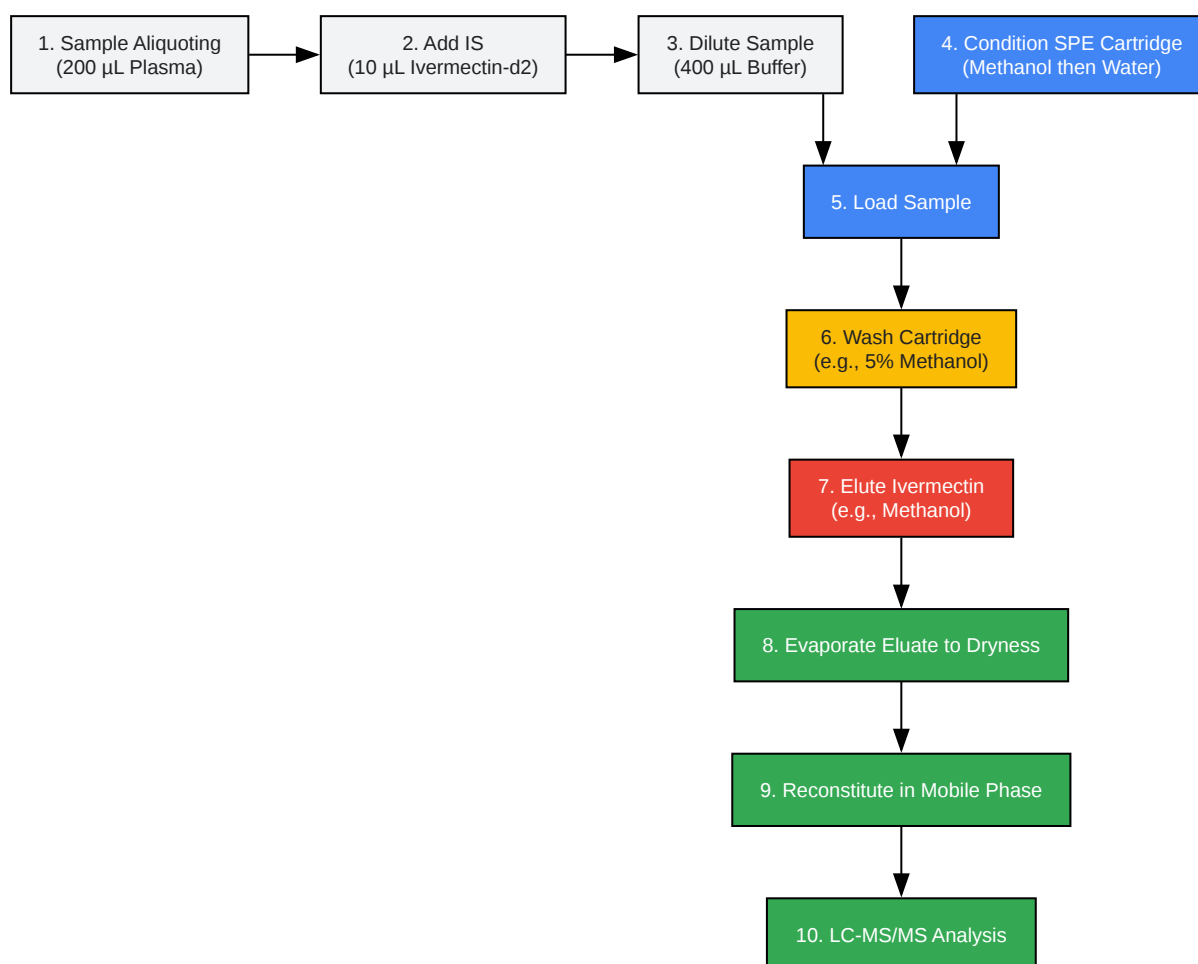 1. Sample Aliquoting
(200 µL Plasma)
2. Add IS
(10 µL Ivermectin-d2)
3. Dilute Sample
(400 µL Buffer)
4. Condition SPE Cartridge
(Methanol then Water)
5. Load Sample
6. Wash Cartridge
(e.g., 5% Methanol)
7. Elute Ivermectin
(e.g., Methanol)
8. Evaporate Eluate to Dryness
9. Reconstitute in Mobile Phase
10. LC-MS/MS Analysis